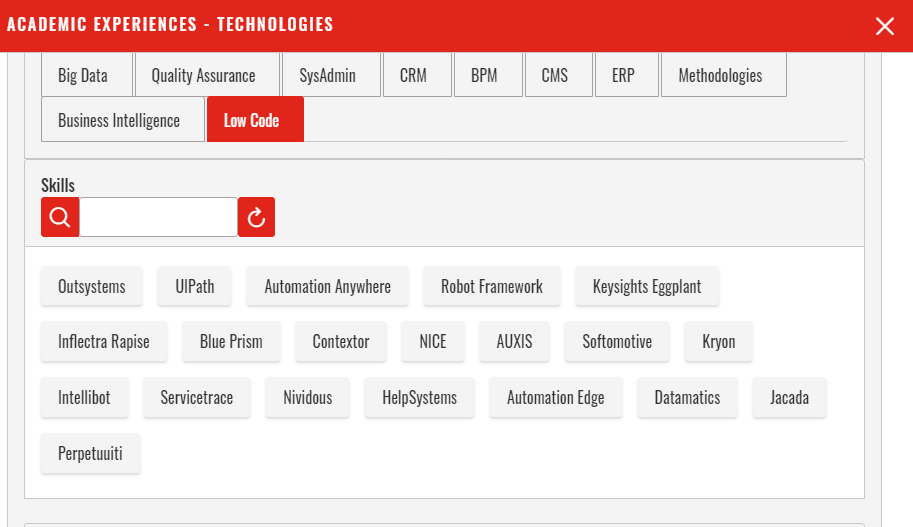 ACADEMIC EXPERIENCES - TECHNOLOGIES
Big Data Quality Assurance SysAdmin CRM BPM CMS ERP Methodologies
Business Intelligence Low Code
Skills
Outsystems UIPath Automation Anywhere Robot Framework Keysights Eggplant
Inflectra Rapise Blue Prism Contextor NICE AUXIS Softomotive Kryon
Intellibot Servicetrace Nividous HelpSystems Automation Edge Datamatics Jacada
Perpetuuiti